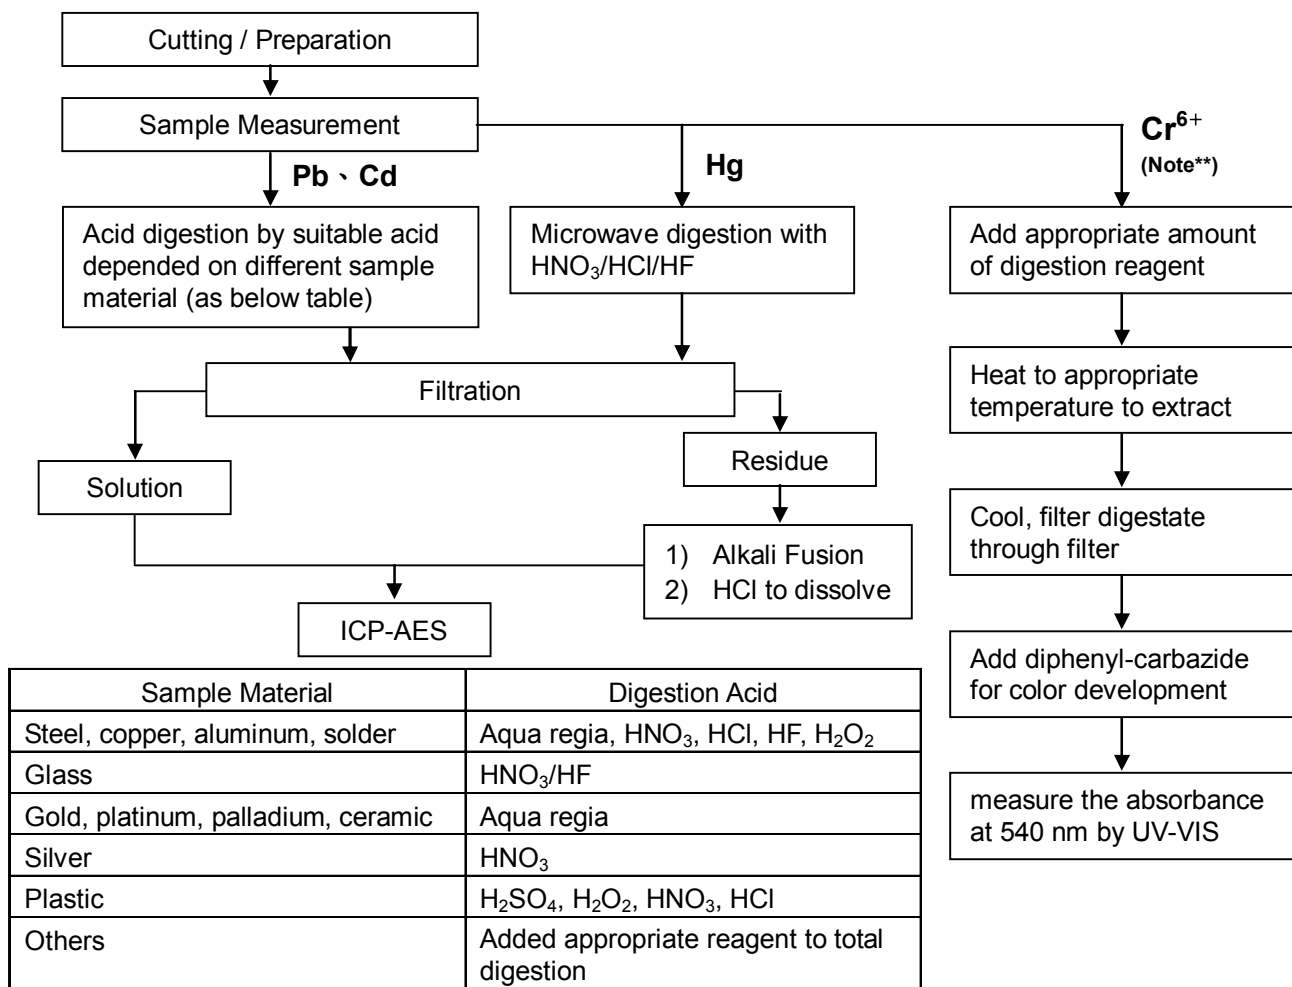 Cutting / Preparation
Sample Measurement
Pb、Cd
Hg
Cr⁶⁺
(Note**)
Acid digestion by suitable acid
depended on different sample
material (as below table)
Microwave digestion with
HNO₃/HCl/HF
Add appropriate amount
of digestion reagent
Filtration
Heat to appropriate
temperature to extract
Solution
Residue
Cool, filter digestate
through filter
1) Alkali Fusion
2) HCl to dissolve
ICP-AES
Add diphenyl-carbazide
for color development
measure the absorbance
at 540 nm by UV-VIS
Sample Material Digestion Acid
Steel, copper, aluminum, solder Aqua regia, HNO₃, HCl, HF, H₂O₂
Glass HNO₃/HF
Gold, platinum, palladium, ceramic Aqua regia
Silver HNO₃
Plastic H₂SO₄, H₂O₂, HNO₃, HCl
Others Added appropriate reagent to total
digestion